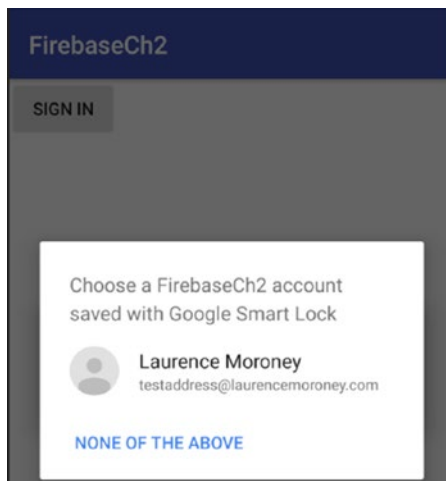 FirebaseCh2
SIGN IN
Choose a FirebaseCh2 account
saved with Google Smart Lock
Laurence Moroney
testaddress@laurencemoroney.com
NONE OF THE ABOVE